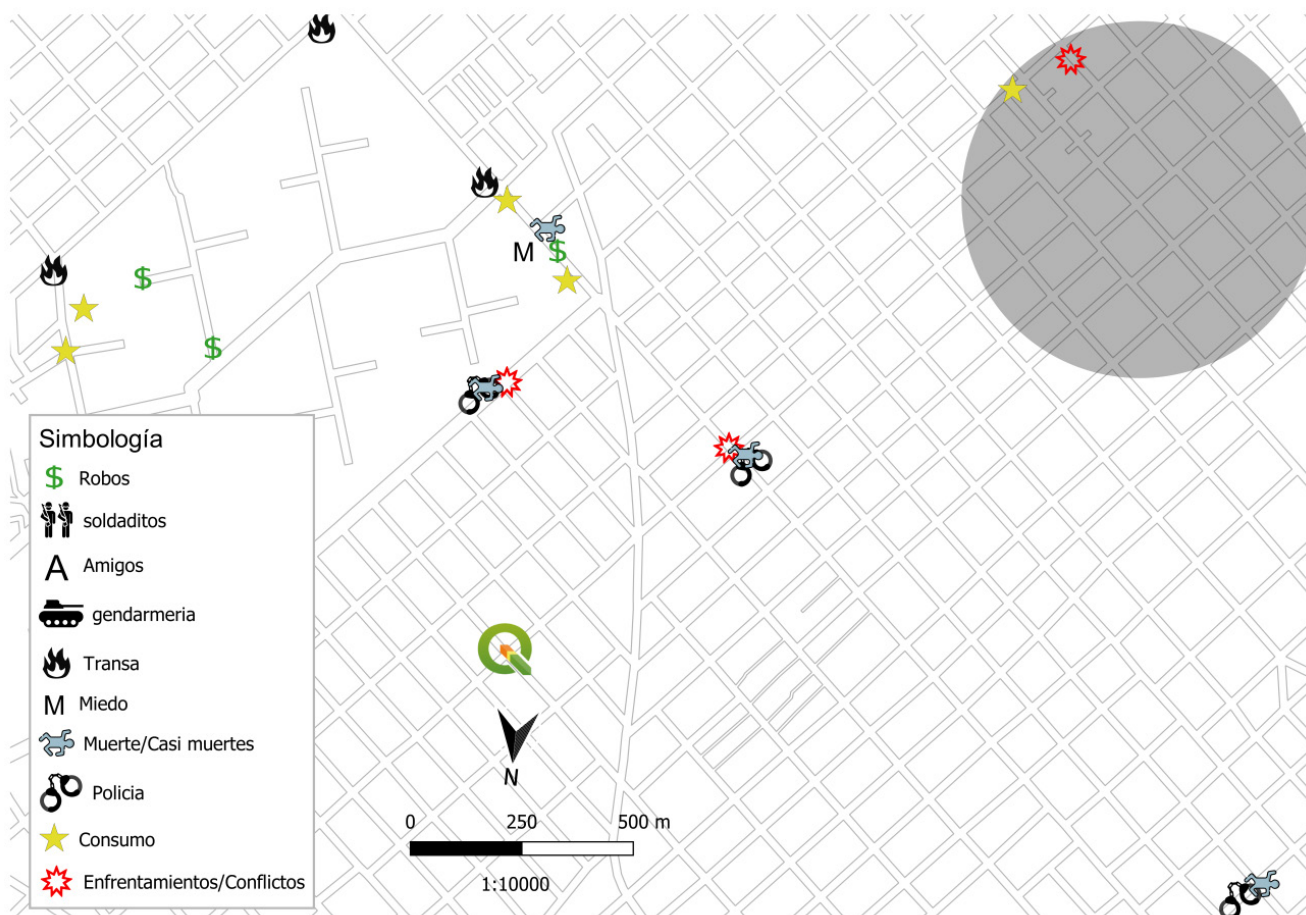 M
$
$
$
Simbología
$ Robos
soldaditos
A Amigos
gendarmeria
Transa
M Miedo
Muerte/Casi muertes
Policia
Consumo
Enfrentamientos/Conflictos
N
0 250 500 m
1:10000